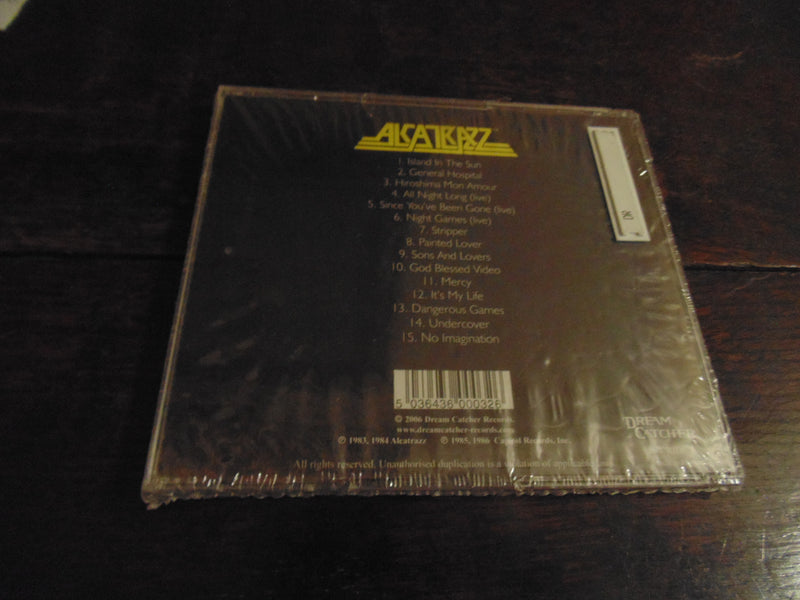 ALCATRAZZ
1. Island In The Sun
2. General Hospital
3. Hiroshima Mon Amour
4. All Night Long (live)
5. Since You've Been Gone (live)
6. Night Games (live)
7. Stripper
8. Painted Lover
9. Sons And Lovers
10. God Blessed Video
11. Mercy
12. It's My Life
13. Dangerous Games
14. Undercover
15. No Imagination
5 036436 000326
© 2006 Dream Catcher Records.
www.dreamcatcher-records.com
℗ 1983, 1984 Alcatrazz ℗ 1985, 1986 Capitol Records, Inc.
DREAM
CATCHER
All rights reserved. Unauthorised duplication is a violation of applicable